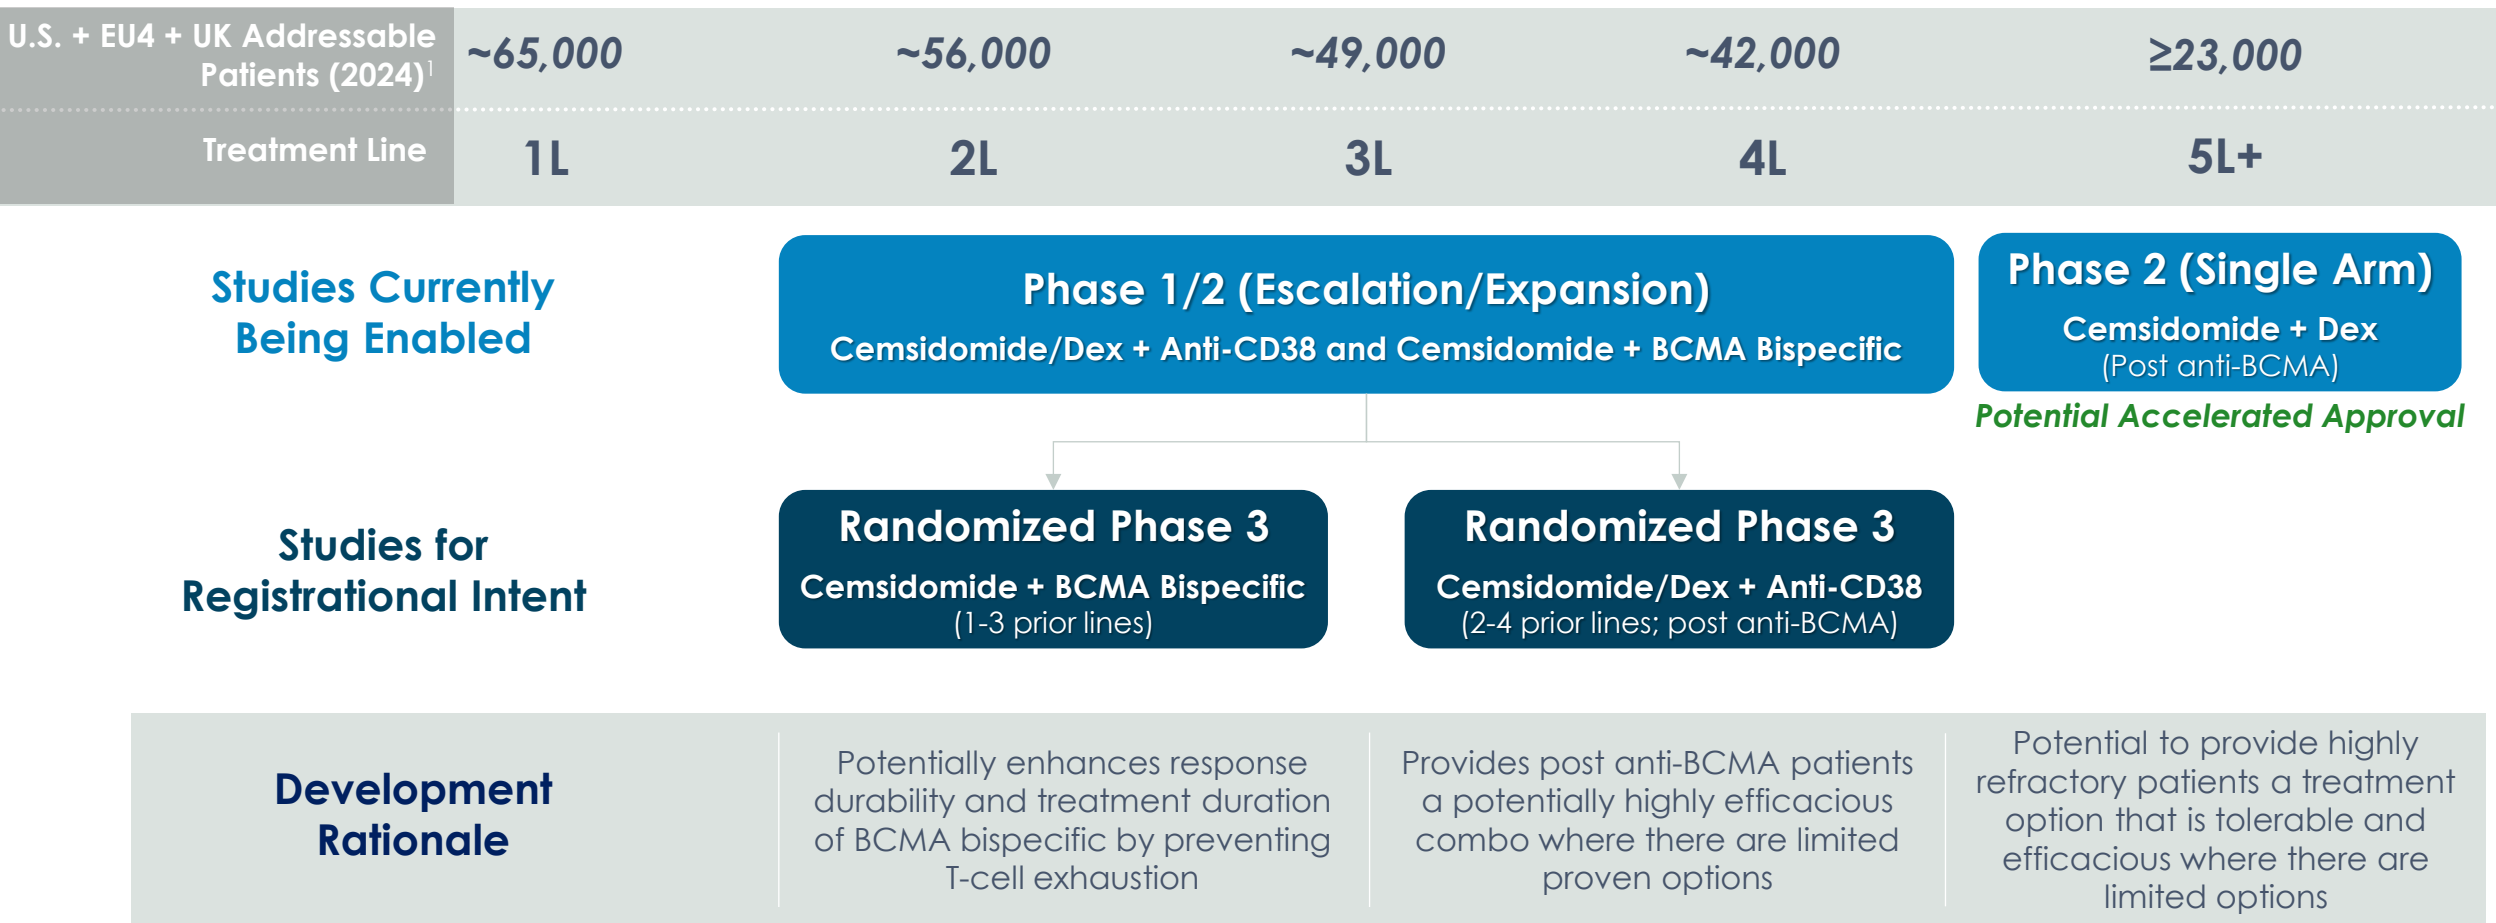 U.S. + EU4 + UK Addressable
Patients (2024)1
~65,000
~56,000
~49,000
~42,000
≥23,000
Treatment Line
1L
2L
3L
4L
5L+
Studies Currently
Being Enabled
Phase 1/2 (Escalation/Expansion)
Cemsidomide/Dex + Anti-CD38 and Cemsidomide + BCMA Bispecific
Phase 2 (Single Arm)
Cemsidomide + Dex
(Post anti-BCMA)
Potential Accelerated Approval
Studies for
Registrational Intent
Randomized Phase 3
Cemsidomide + BCMA Bispecific
(1-3 prior lines)
Randomized Phase 3
Cemsidomide/Dex + Anti-CD38
(2-4 prior lines; post anti-BCMA)
Development
Rationale
Potentially enhances response
durability and treatment duration
of BCMA bispecific by preventing
T-cell exhaustion
Provides post anti-BCMA patients
a potentially highly efficacious
combo where there are limited
proven options
Potential to provide highly
refractory patients a treatment
option that is tolerable and
efficacious where there are
limited options